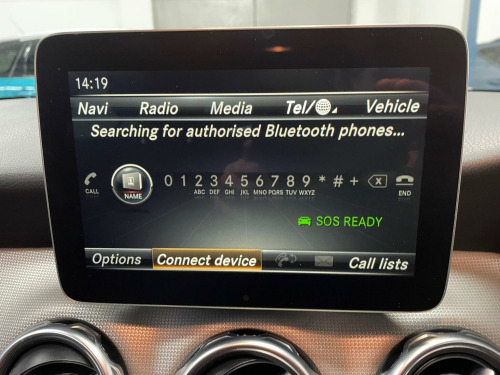 14:19
Navi Radio Media Tel/ Vehicle
Searching for authorised Bluetooth phones...
0 1 2 3 4 5 6 7 8 9 * # +
ABC DEF GHI JKL MNO PQRS TUV WXYZ
CALL NAME END
SOS READY
Options Connect device Call lists